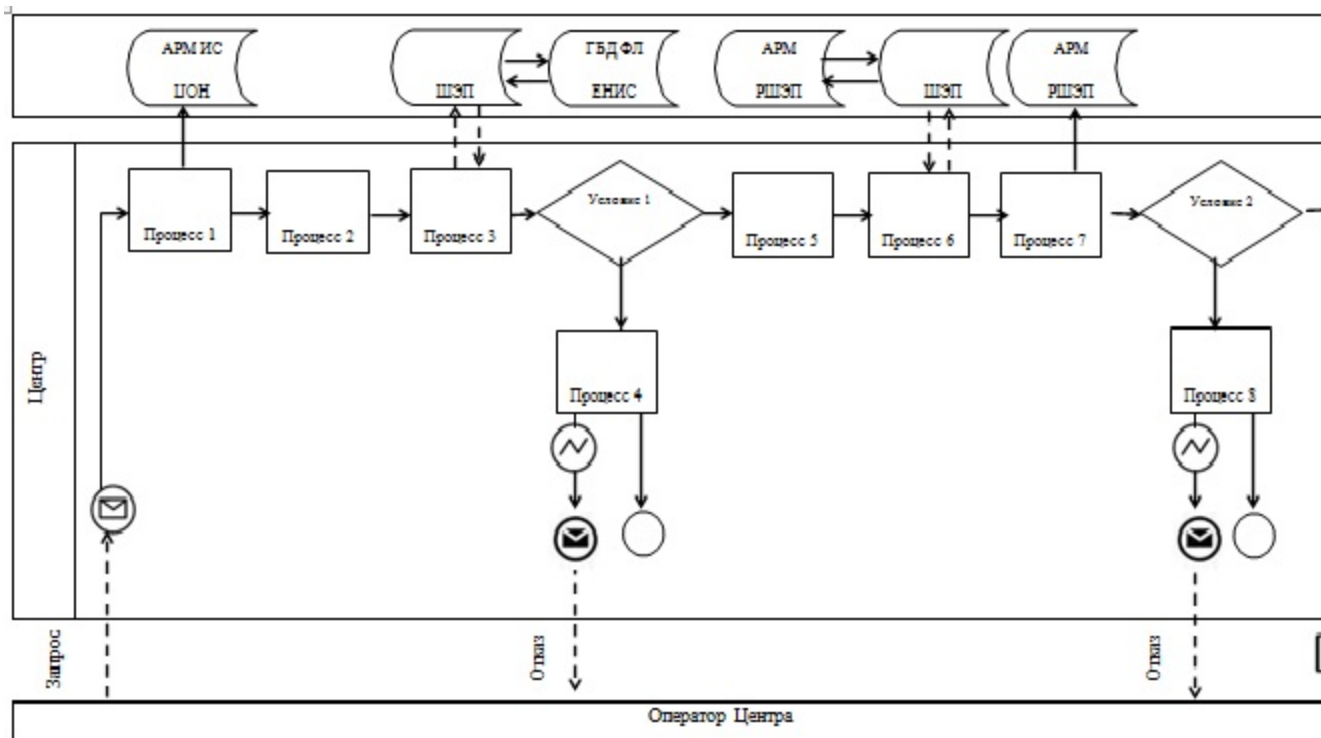 АРМ ИС
ЦОН
ШЭП
ГБД ФЛ
ЕНИС
АРМ
РШЭП
ШЭП
АРМ
РШЭП
Процесс 1
Процесс 2
Процесс 3
Условие 1
Процесс 5
Процесс 6
Процесс 7
Условие 2
Процесс 4
Процесс 8
Центр
Запрос
Отказ
Отказ
Оператор Центра